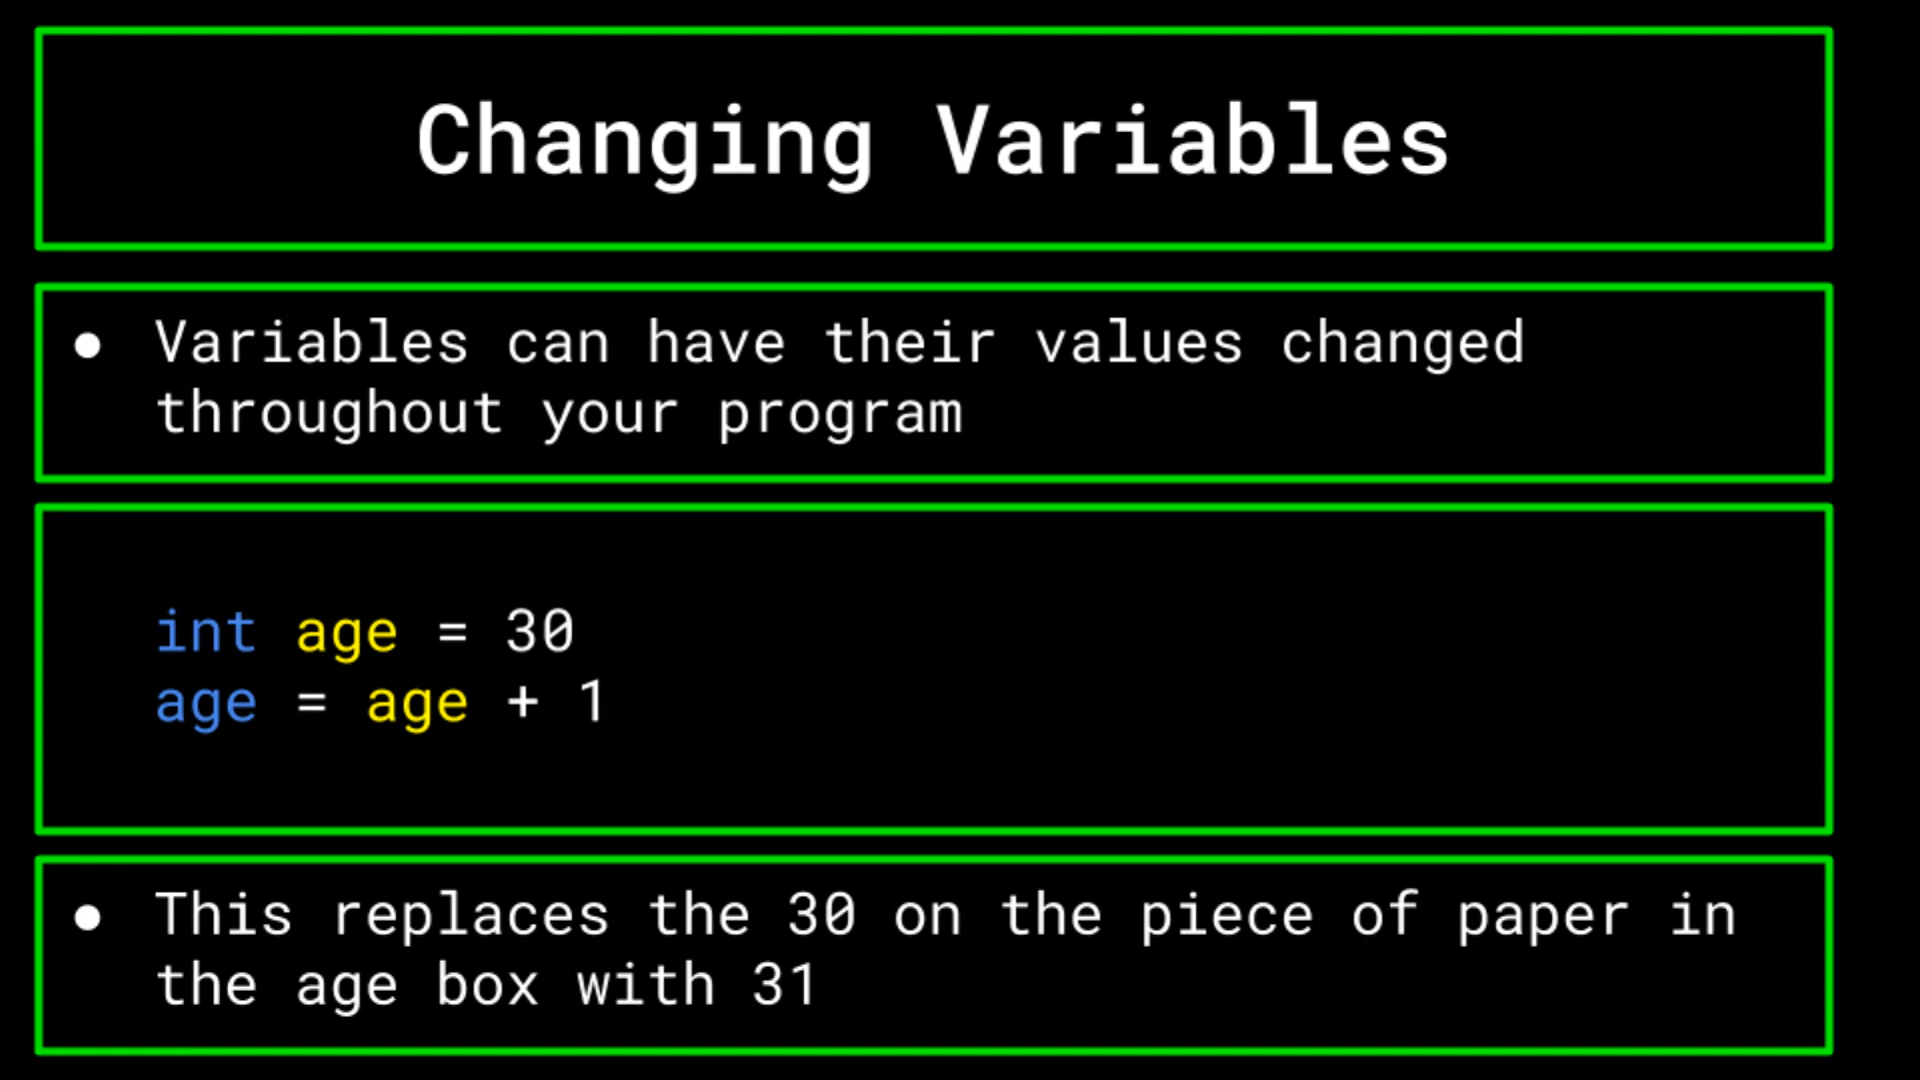 Changing Variables
● Variables can have their values changed
throughout your program
int age = 30
age = age + 1
● This replaces the 30 on the piece of paper in
the age box with 31